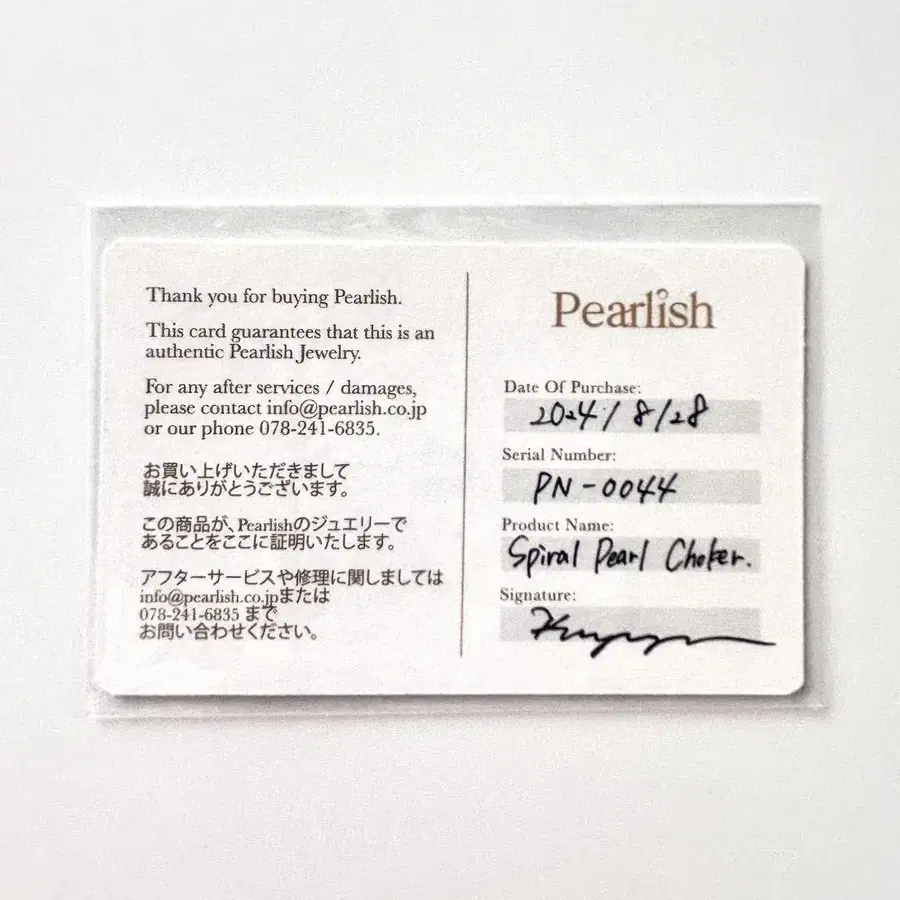 Thank you for buying Pearlish.
This card guarantees that this is an
authentic Pearlish Jewelry.
For any after services / damages,
please contact info@pearlish.co.jp
or our phone 078-241-6835.
お買い上げいただきまして
誠にありがとうございます。
この商品が、Pearlishのジュエリーで
あることをここに証明いたします。
アフターサービスや修理に関しましては
info@pearlish.co.jpまたは
078-241-6835 まで
お問い合わせください。
Pearlish
Date Of Purchase:
2024/8/28
Serial Number:
PN-0044
Product Name:
Spiral Pearl Choker.
Signature: